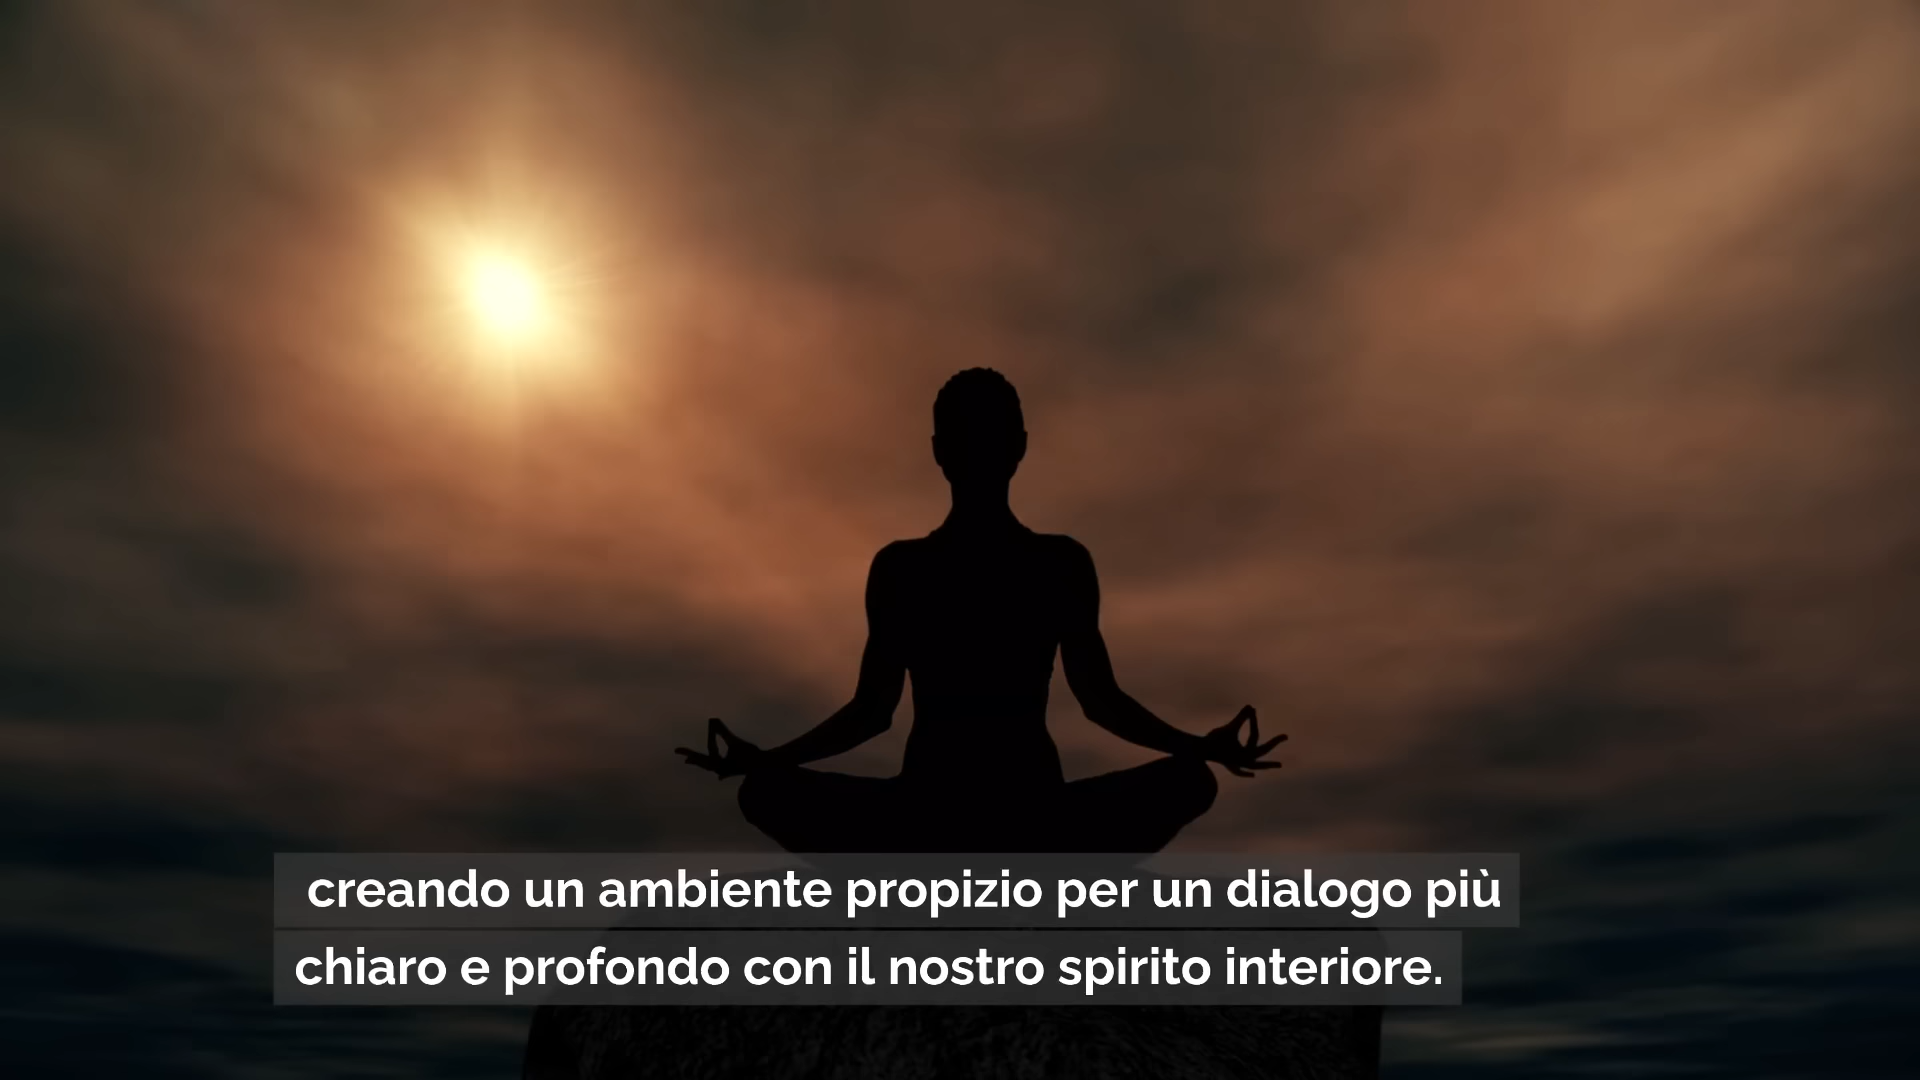 creando un ambiente propizio per un dialogo più
chiaro e profondo con il nostro spirito interiore.